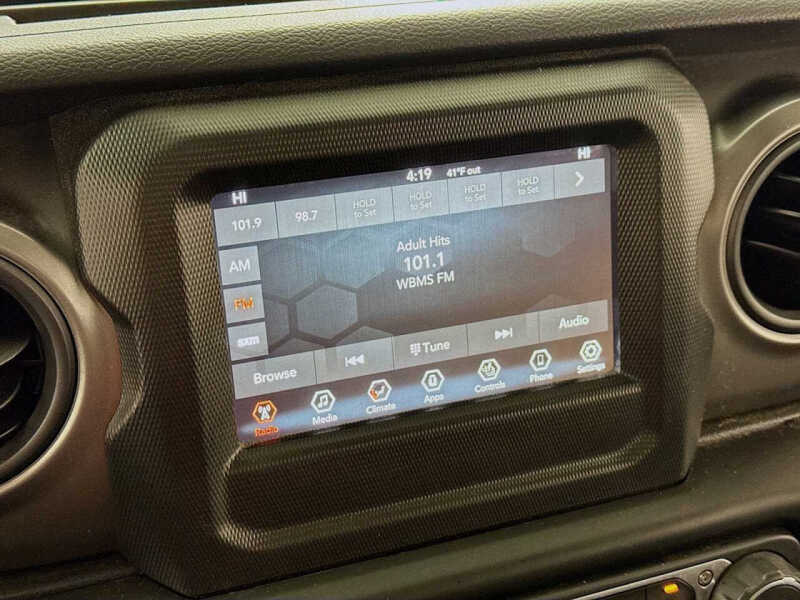 4:19 41°F out
HI HI
101.9 98.7 HOLD to Set HOLD to Set HOLD to Set HOLD to Set
Adult Hits
AM
101.1
WBMS FM
FM
sxm
Browse Tune Audio
Radio Media Climate Apps Controls Phone Settings